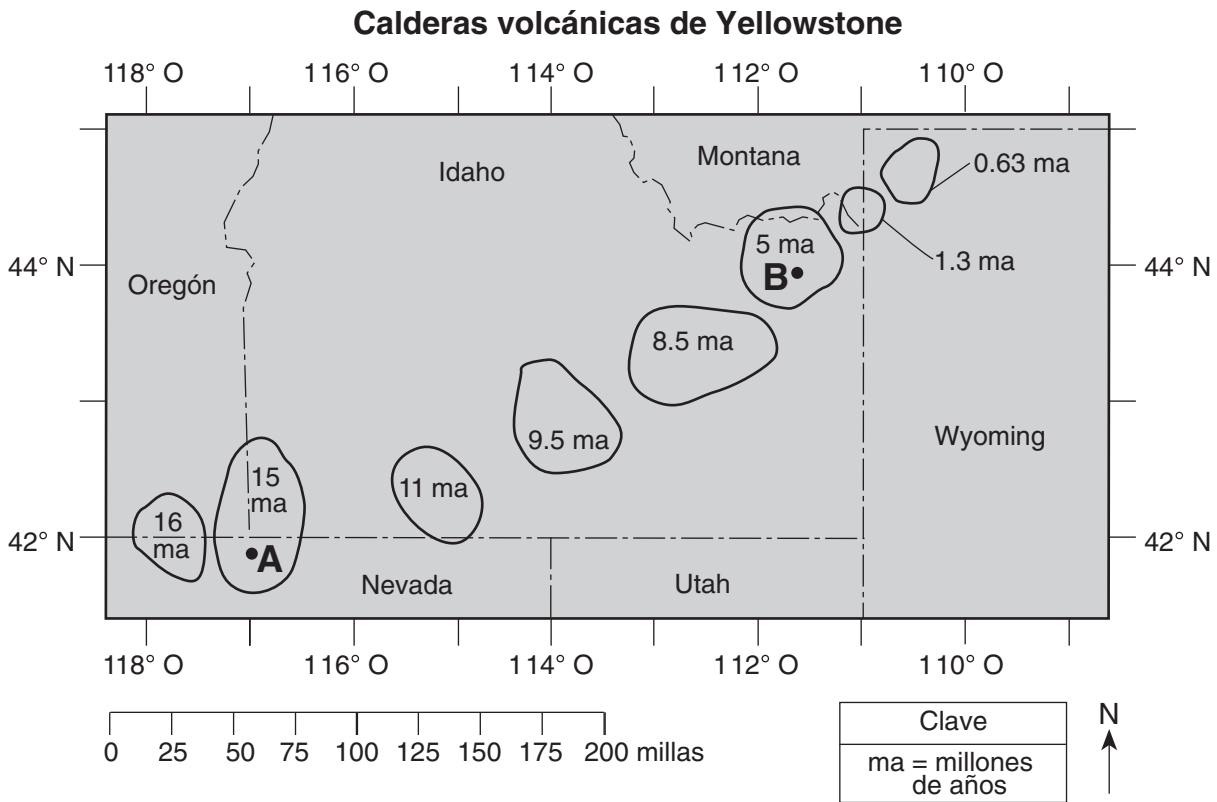 Calderas volcánicas de Yellowstone
118° O 116° O 114° O 112° O 110° O
Montana
Idaho
0.63 ma
5 ma
1.3 ma
44° N
44° N
B
Oregón
8.5 ma
9.5 ma
Wyoming
15
ma
11 ma
16
ma
42° N
42° N
A
Nevada
Utah
118° O 116° O 114° O 112° O 110° O
0 25 50 75 100 125 150 175 200 millas
Clave
ma = millones
de años
N